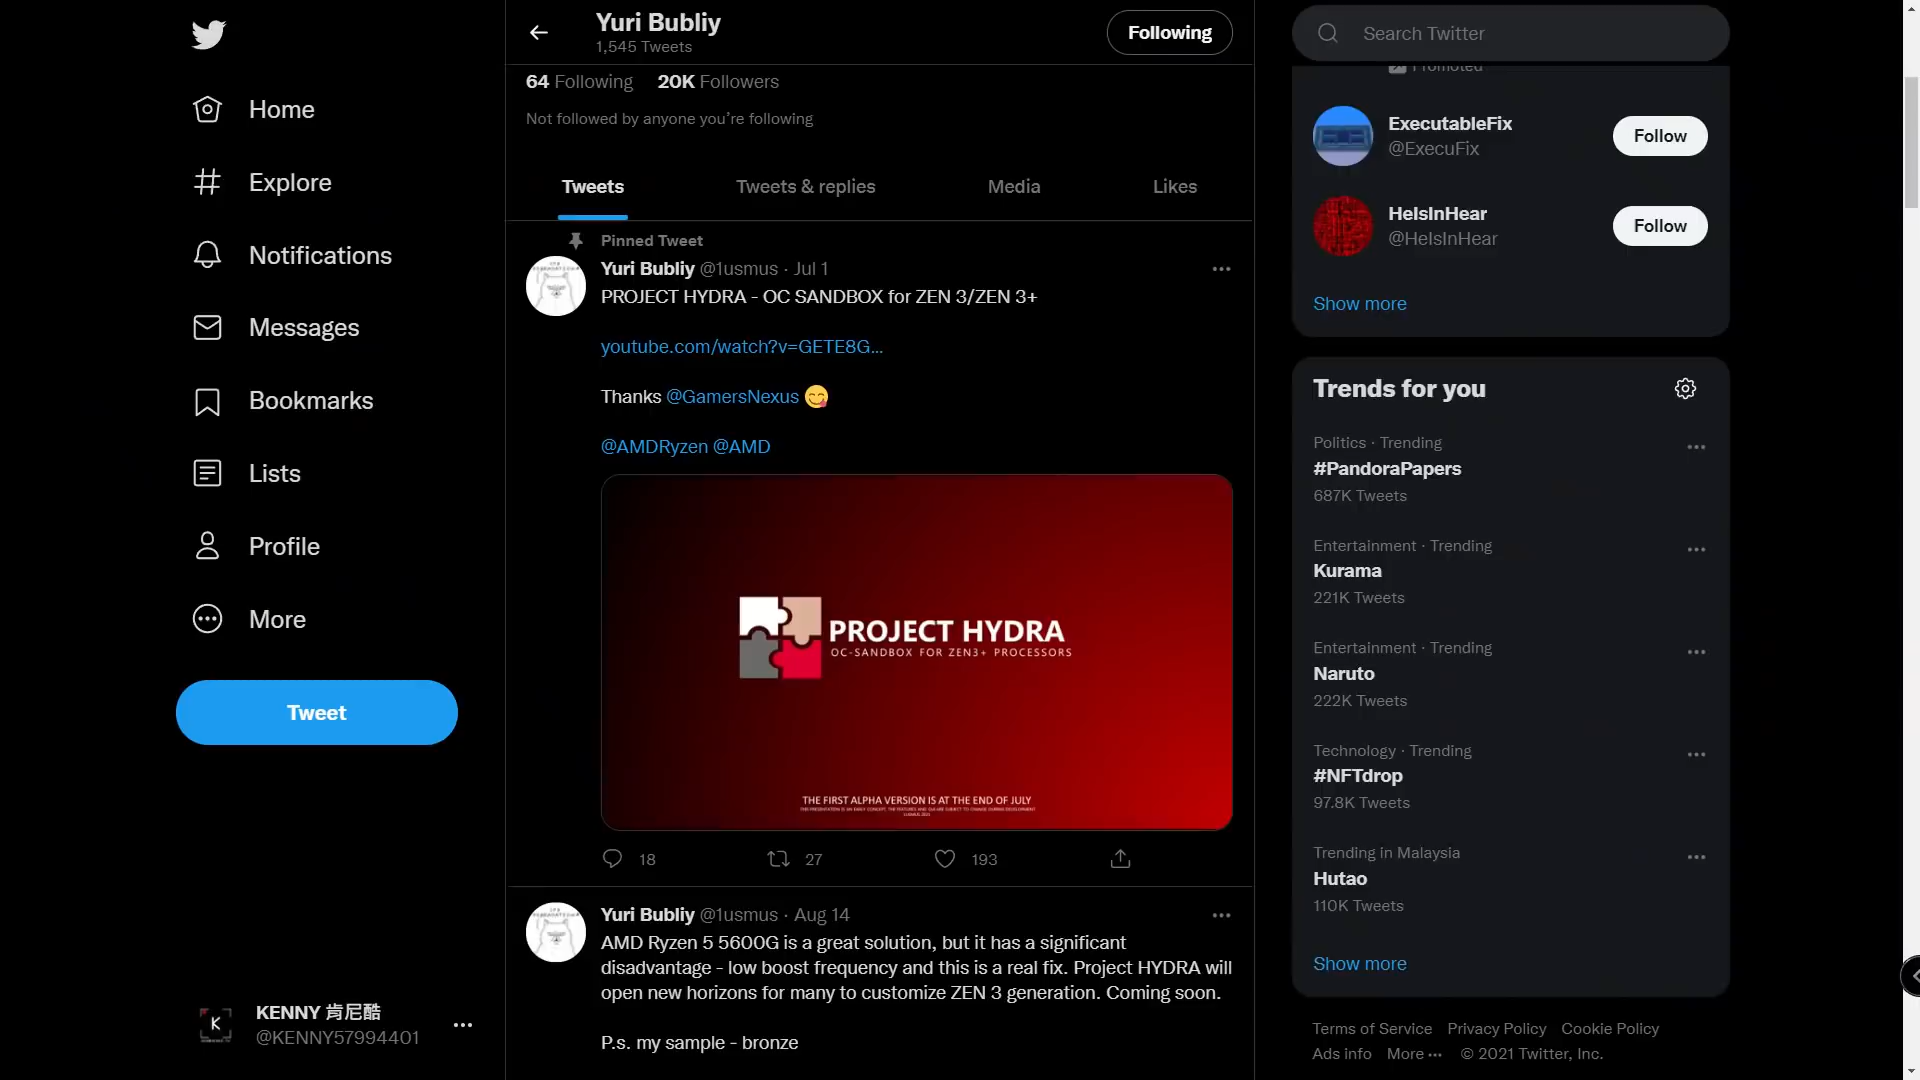 Home
Explore
Notifications
Messages
Bookmarks
Lists
Profile
More
Tweet
KENNY 肯尼酷
@KENNY57994401
Yuri Bubliy
1,545 Tweets
Following
64 Following 20K Followers
Not followed by anyone you're following
Tweets Tweets & replies Media Likes
Pinned Tweet
Yuri Bubliy @1usmus · Jul 1
PROJECT HYDRA - OC SANDBOX for ZEN 3/ZEN 3+
youtube.com/watch?v=GETE8G...
Thanks @GamersNexus 😋
@AMDRyzen @AMD
PROJECT HYDRA
OC-SANDBOX FOR ZEN3+ PROCESSORS
THE FIRST ALPHA VERSION IS AT THE END OF JULY
18 27 193
Yuri Bubliy @1usmus · Aug 14
AMD Ryzen 5 5600G is a great solution, but it has a significant
disadvantage - low boost frequency and this is a real fix. Project HYDRA will
open new horizons for many to customize ZEN 3 generation. Coming soon.
P.s. my sample - bronze
Search Twitter
Promoted
ExecutableFix
@ExecuFix
Follow
HeIsInHear
@HeIsInHear
Follow
Show more
Trends for you
Politics · Trending
#PandoraPapers
687K Tweets
Entertainment · Trending
Kurama
221K Tweets
Entertainment · Trending
Naruto
222K Tweets
Technology · Trending
#NFTdrop
97.8K Tweets
Trending in Malaysia
Hutao
110K Tweets
Show more
Terms of Service Privacy Policy Cookie Policy
Ads info More ··· © 2021 Twitter, Inc.